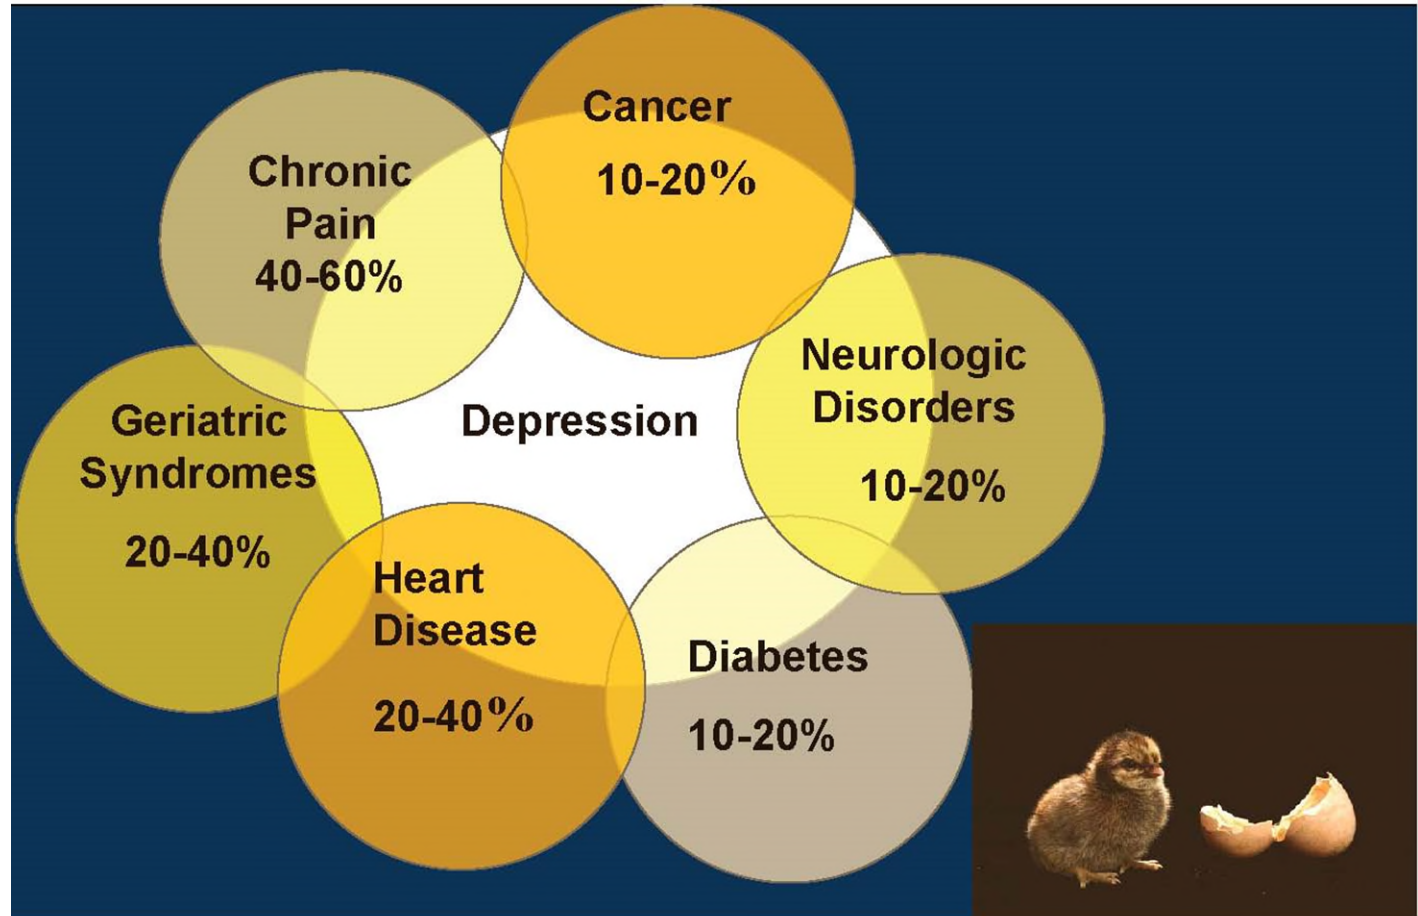 Cancer
10-20%
Chronic
Pain
40-60%
Neurologic
Disorders
10-20%
Depression
Geriatric
Syndromes
20-40%
Heart
Disease
20-40%
Diabetes
10-20%